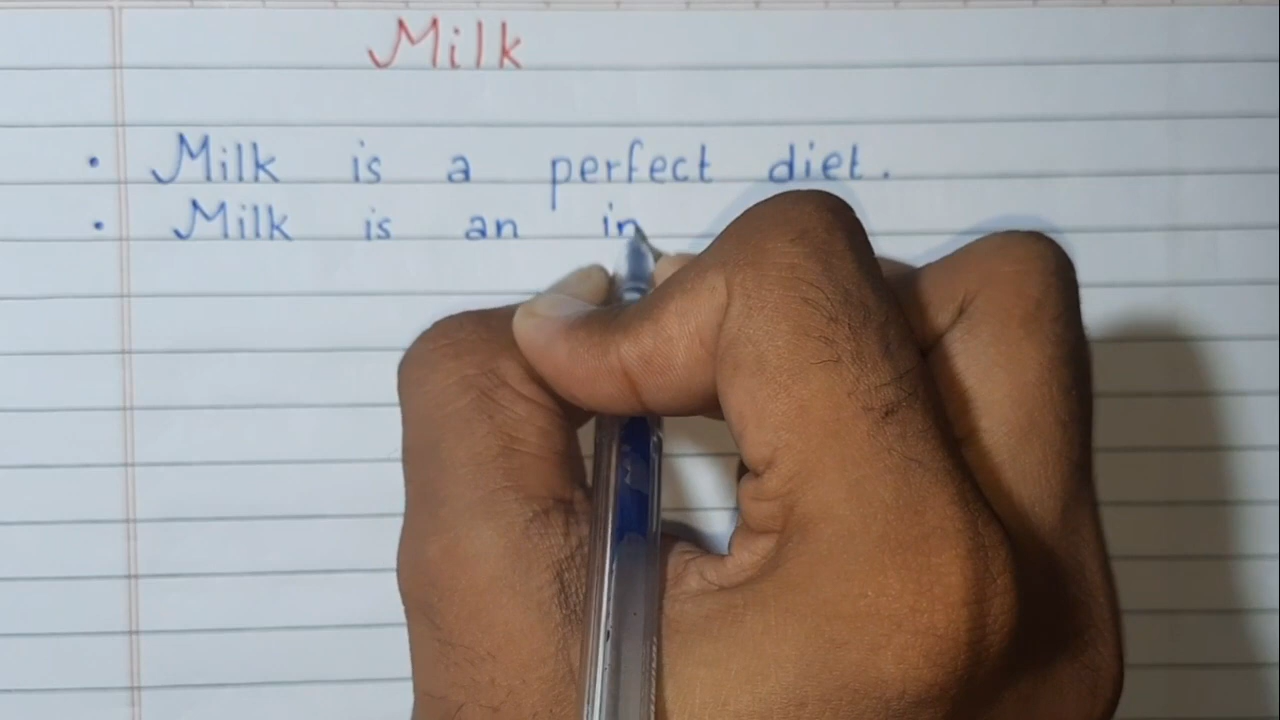 Milk
• Milk is a perfect diet.
• Milk is an in